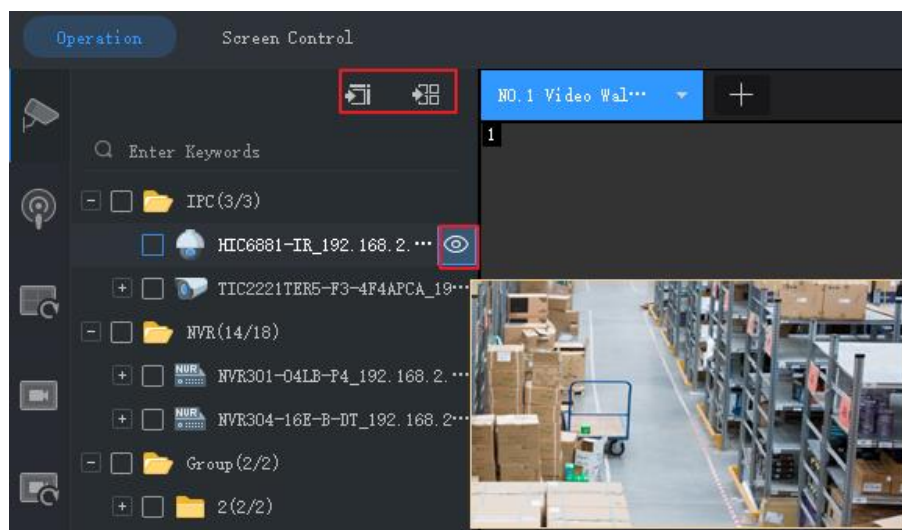 Operation Screen Control
NO.1 Video Wal···
1
Enter Keywords
IPC(3/3)
HIC6881-IR_192.168.2.···
TIC2221TER5-F3-4F4APCA_19···
NVR(14/18)
NVR
NVR301-04LB-P4_192.168.2.···
NVR
NVR304-16E-B-DT_192.168.2···
Group(2/2)
2(2/2)